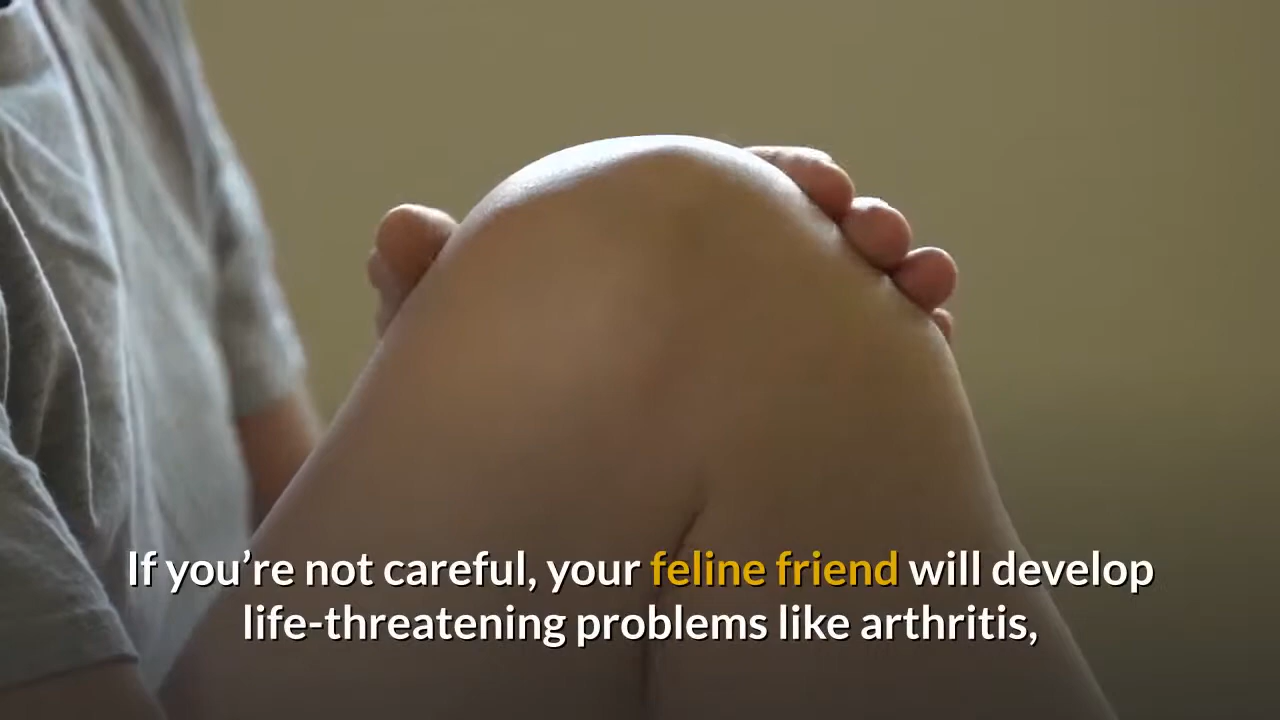 If you’re not careful, your feline friend will develop
life-threatening problems like arthritis,